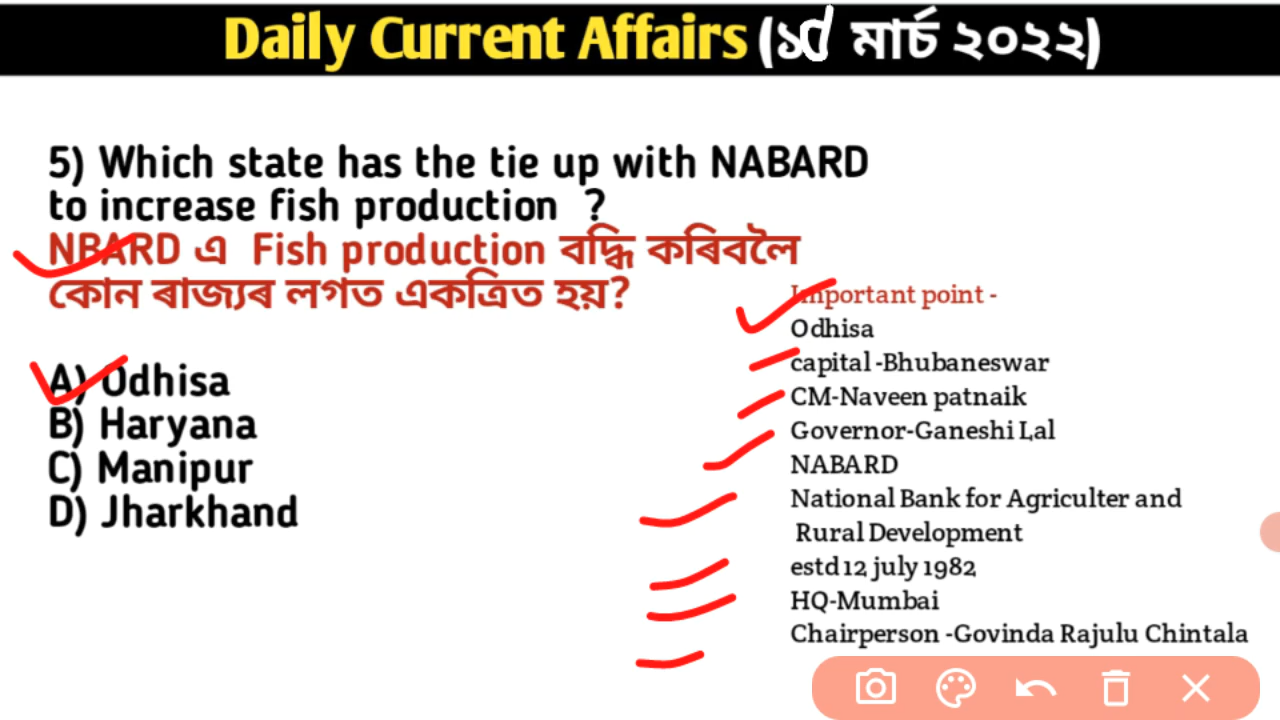 Daily Current Affairs (১d মাৰ্চ ২০২২)
5) Which state has the tie up with NABARD
to increase fish production ?
NBARD এ Fish production বদ্ধি কৰিবলৈ
কোন ৰাজ্যৰ লগত একত্ৰিত হয়?
A) Odhisa
B) Haryana
C) Manipur
D) Jharkhand
Important point -
Odhisa
capital -Bhubaneswar
CM-Naveen patnaik
Governor-Ganeshi Lal
NABARD
National Bank for Agriculter and
Rural Development
estd 12 july 1982
HQ-Mumbai
Chairperson -Govinda Rajulu Chintala